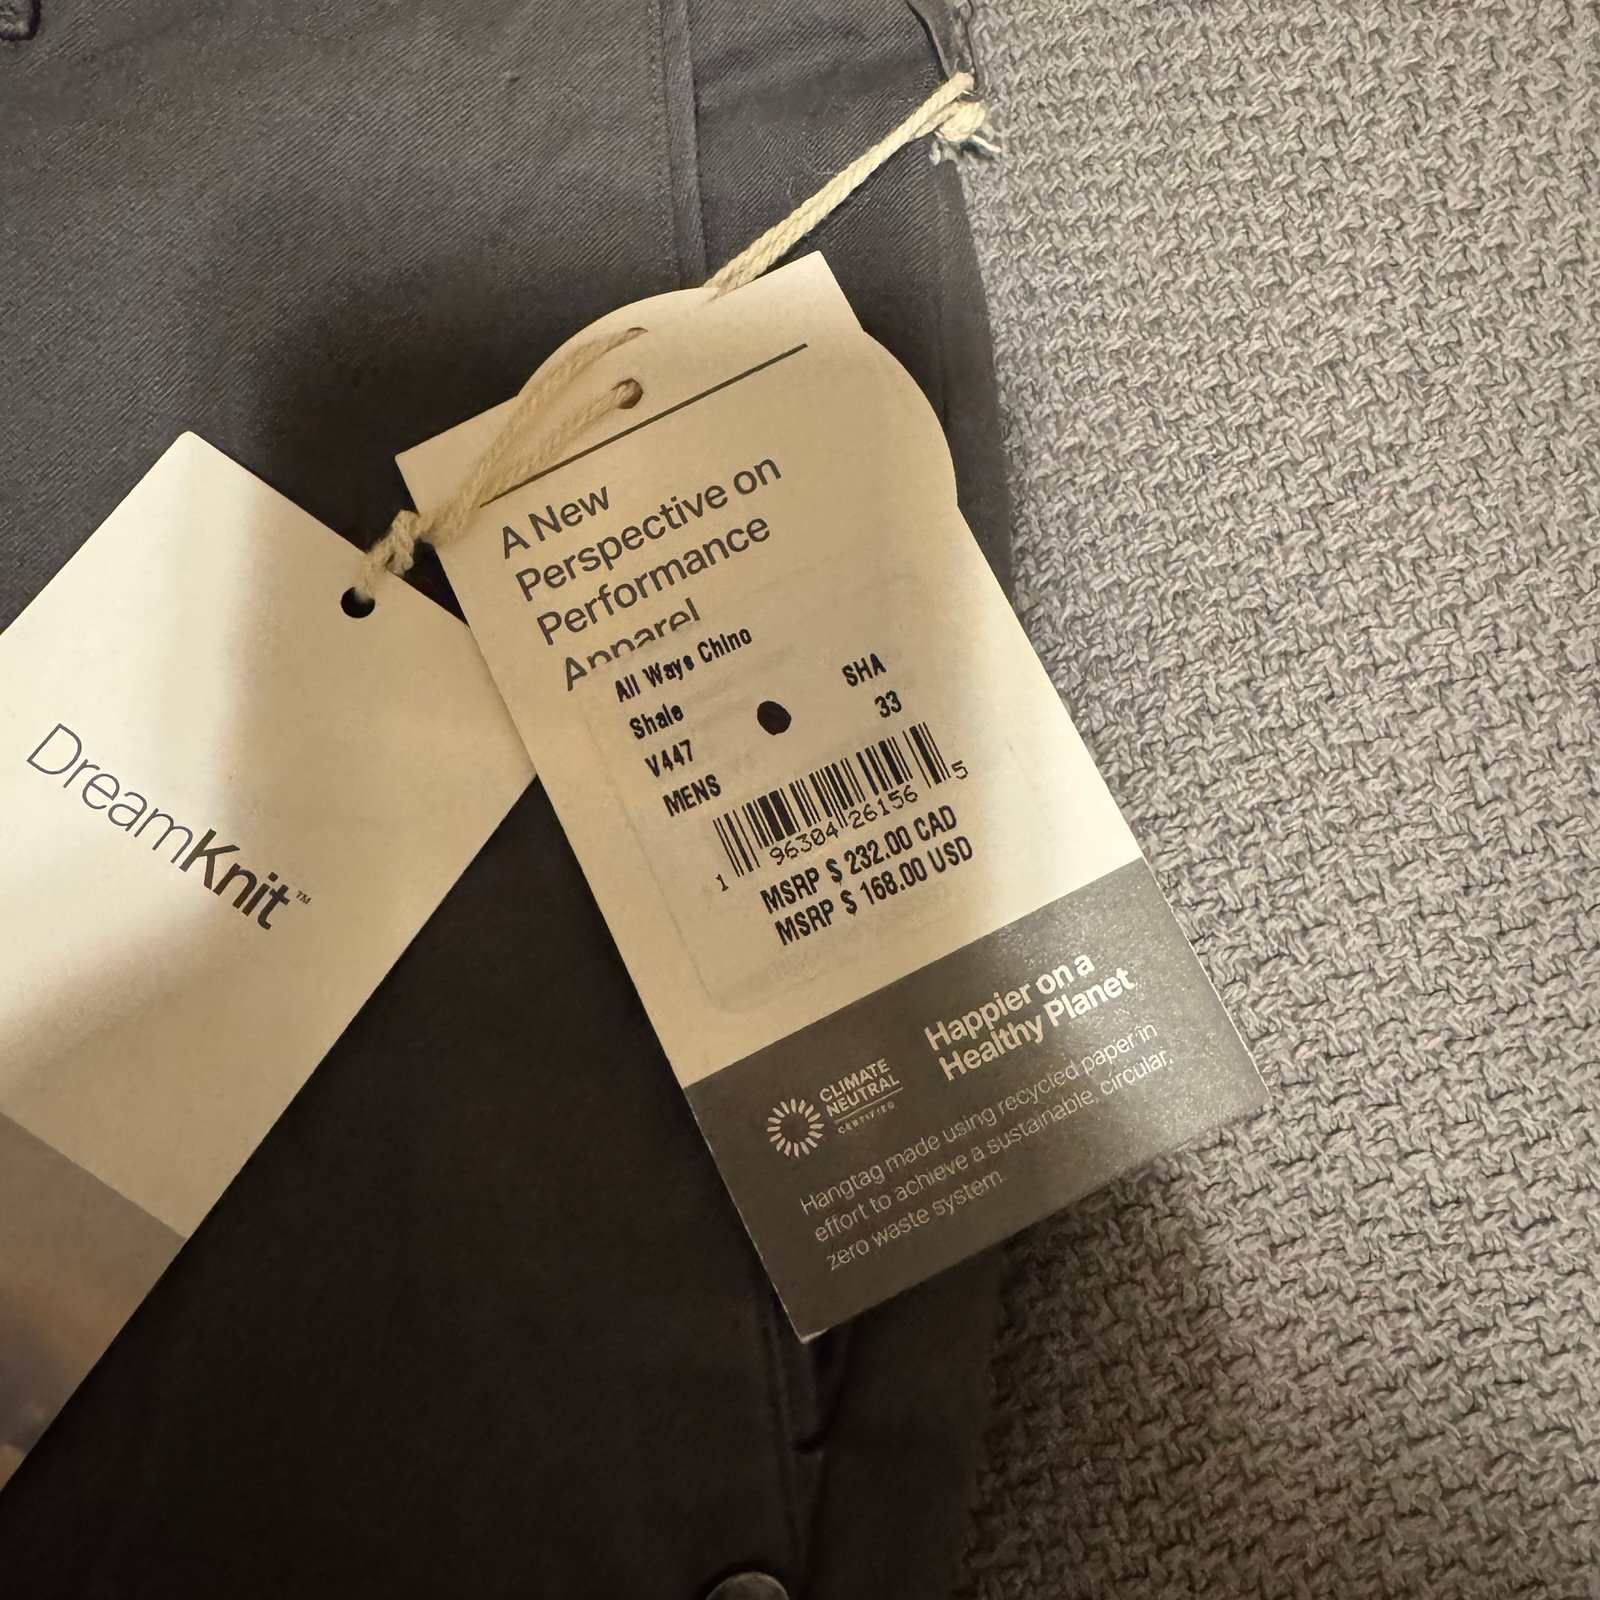 DreamKnit™
A New
Perspective on
Performance
Apparel
All Ways Chino
Shale SHA
V447 33
MENS
1 96304 26156 5
MSRP $ 232.00 CAD
MSRP $ 168.00 USD
CLIMATE
NEUTRAL
CERTIFIED
Happier on a
Healthy Planet
Hangtag made using recycled paper in
effort to achieve a sustainable, circular,
zero waste system.